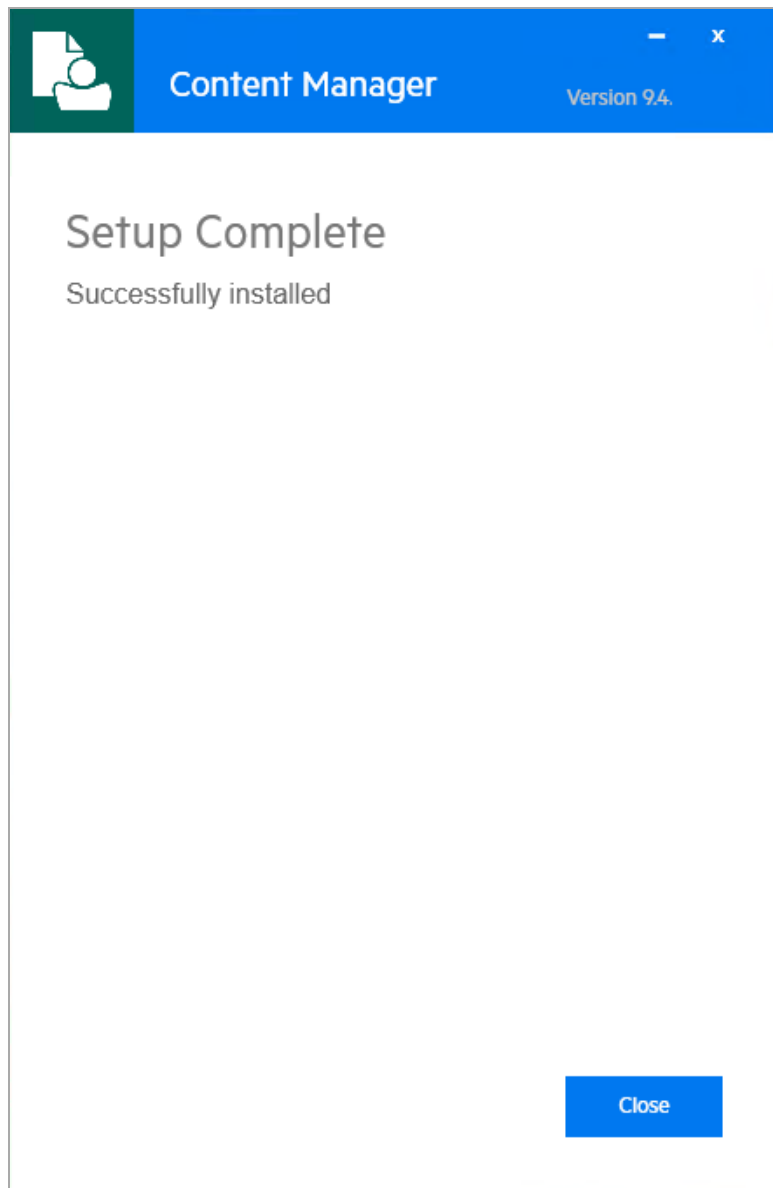 Content Manager
Version 9.4.
Setup Complete
Successfully installed
Close